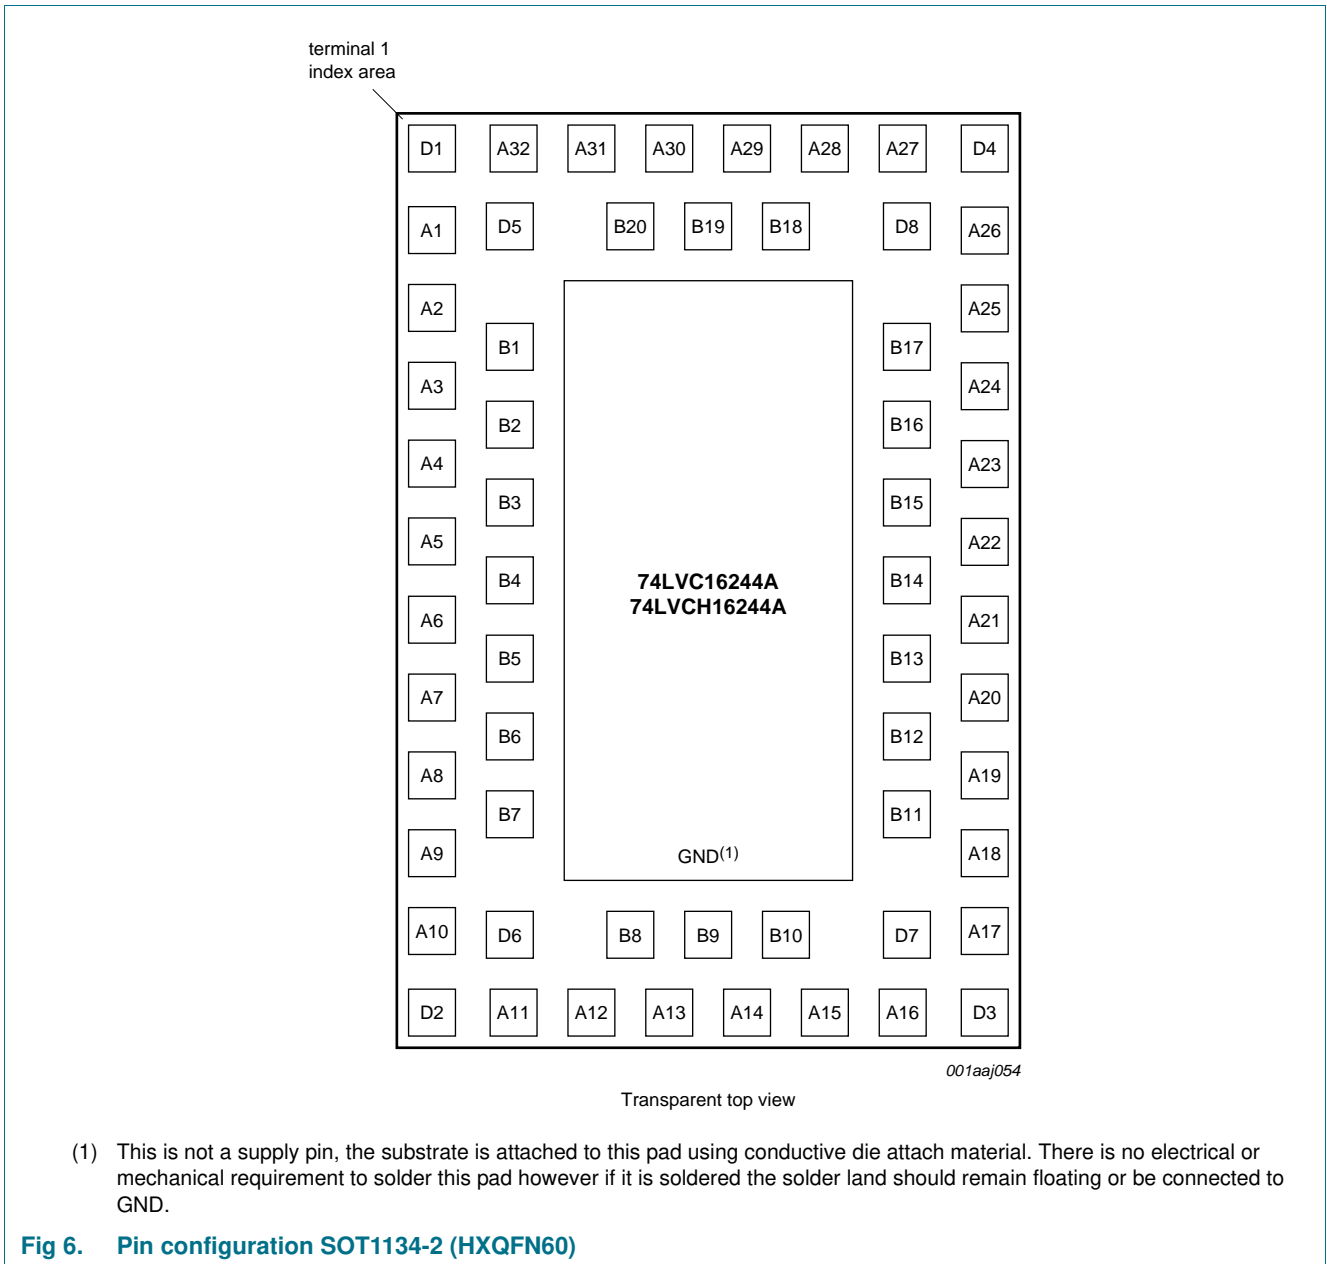 terminal 1
index area
D1 A32 A31 A30 A29 A28 A27 D4
A1 D5 B20 B19 B18 D8 A26
A2 A25
B1 B17
A3 A24
B2 B16
A4 A23
B3 B15
A5 A22
B4 B14
74LVC16244A
74LVCH16244A
A6 A21
B5 B13
A7 A20
B6 B12
A8 A19
B7 B11
A9 GND(1) A18
A10 D6 B8 B9 B10 D7 A17
D2 A11 A12 A13 A14 A15 A16 D3
001aaj054
Transparent top view
(1) This is not a supply pin, the substrate is attached to this pad using conductive die attach material. There is no electrical or
mechanical requirement to solder this pad however if it is soldered the solder land should remain floating or be connected to
GND.
Fig 6. Pin configuration SOT1134-2 (HXQFN60)